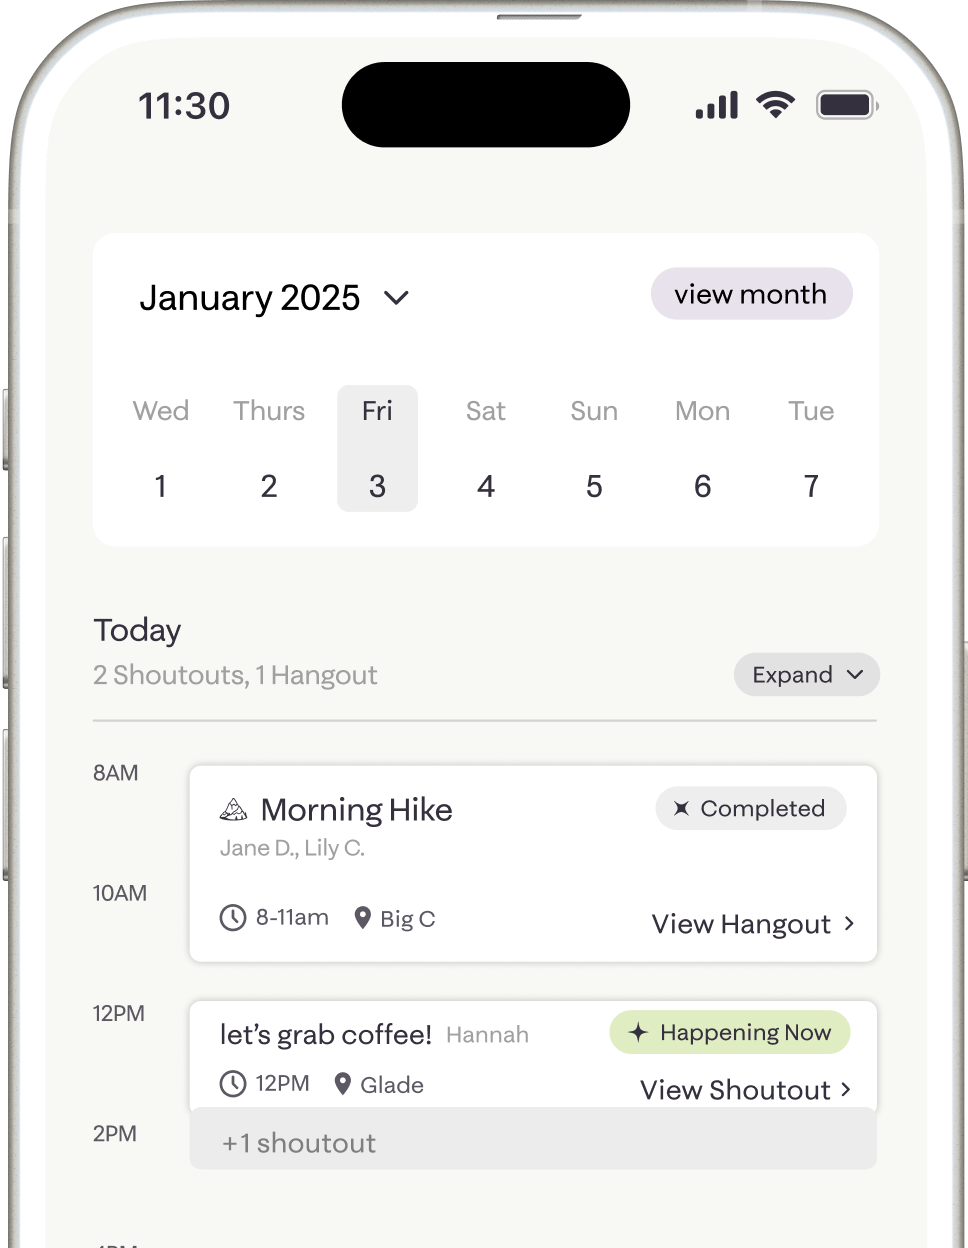 11:30
January 2025
view month
Wed Thurs Fri Sat Sun Mon Tue
1 2 3 4 5 6 7
Today
2 Shoutouts, 1 Hangout
Expand
8AM
Morning Hike
Completed
Jane D., Lily C.
10AM
8-11am Big C
View Hangout
12PM
let's grab coffee! Hannah
Happening Now
12PM Glade
View Shoutout
2PM
+1 shoutout